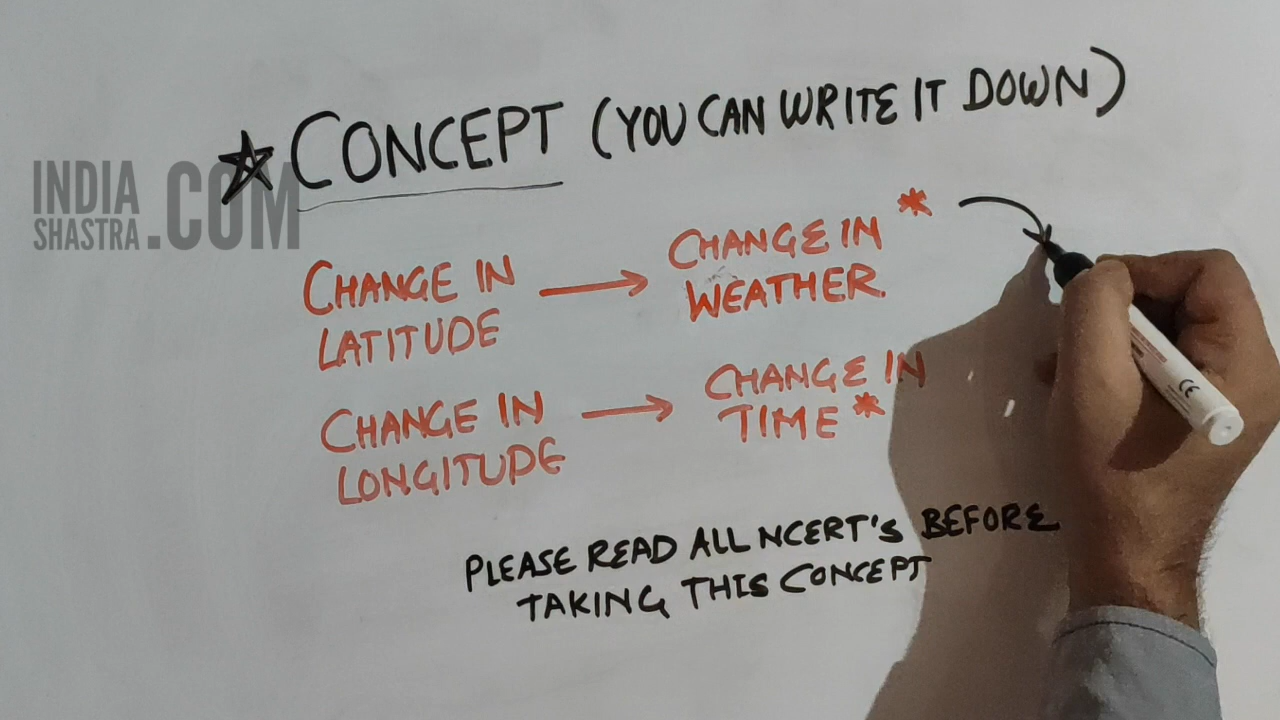 ☆ CONCEPT (YOU CAN WRITE IT DOWN)
INDIA
SHASTRA .COM
CHANGE IN
LATITUDE
→ CHANGE IN *
WEATHER
CHANGE IN
LONGITUDE
→ CHANGE IN
TIME *
PLEASE READ ALL NCERT'S BEFORE
TAKING THIS CONCEPT
CE